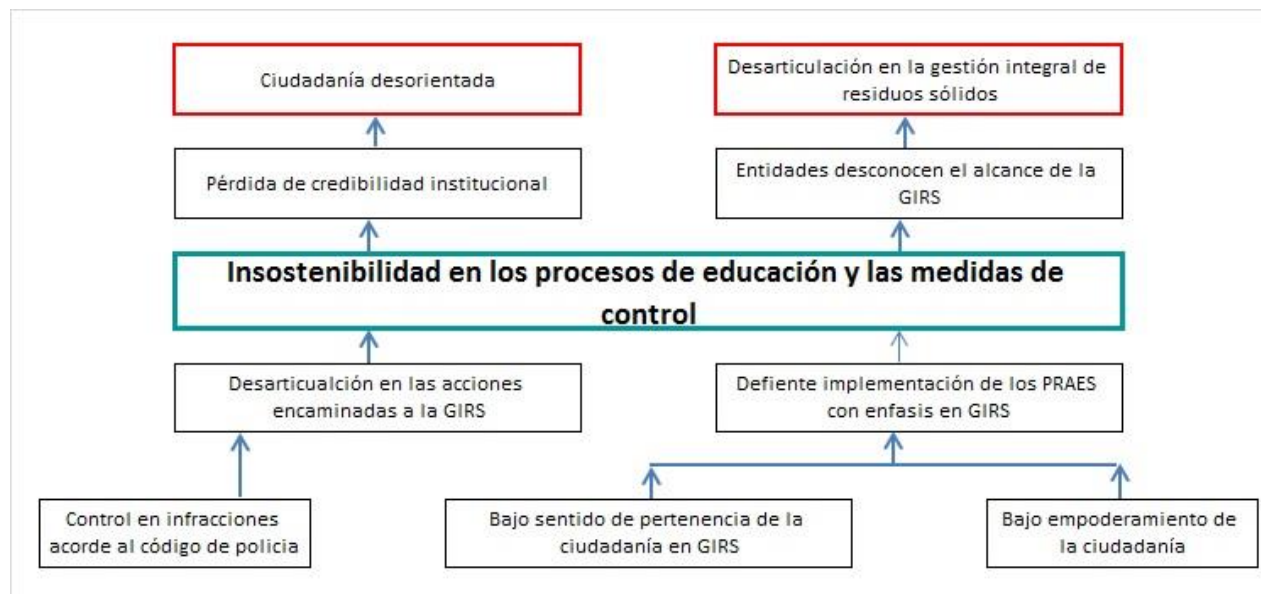 Ciudadanía desorientada
Desarticulación en la gestión integral de
residuos sólidos
Pérdida de credibilidad institucional
Entidades desconocen el alcance de la
GIRS
Insostenibilidad en los procesos de educación y las medidas de
control
Desarticualción en las acciones
encaminadas a la GIRS
Defiente implementación de los PRAES
con enfasis en GIRS
Control en infracciones
acorde al código de policia
Bajo sentido de pertenencia de la
ciudadanía en GIRS
Bajo empoderamiento de
la ciudadanía